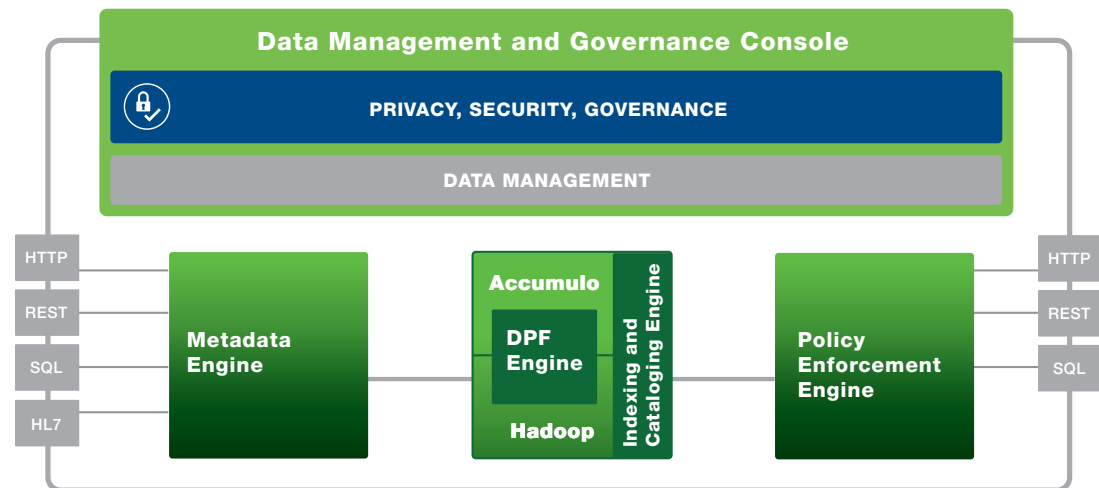 Data Management and Governance Console
PRIVACY, SECURITY, GOVERNANCE
DATA MANAGEMENT
HTTP
REST
SQL
HL7
Metadata
Engine
Accumulo
DPF
Engine
Hadoop
Indexing and
Cataloging Engine
Policy
Enforcement
Engine
HTTP
REST
SQL